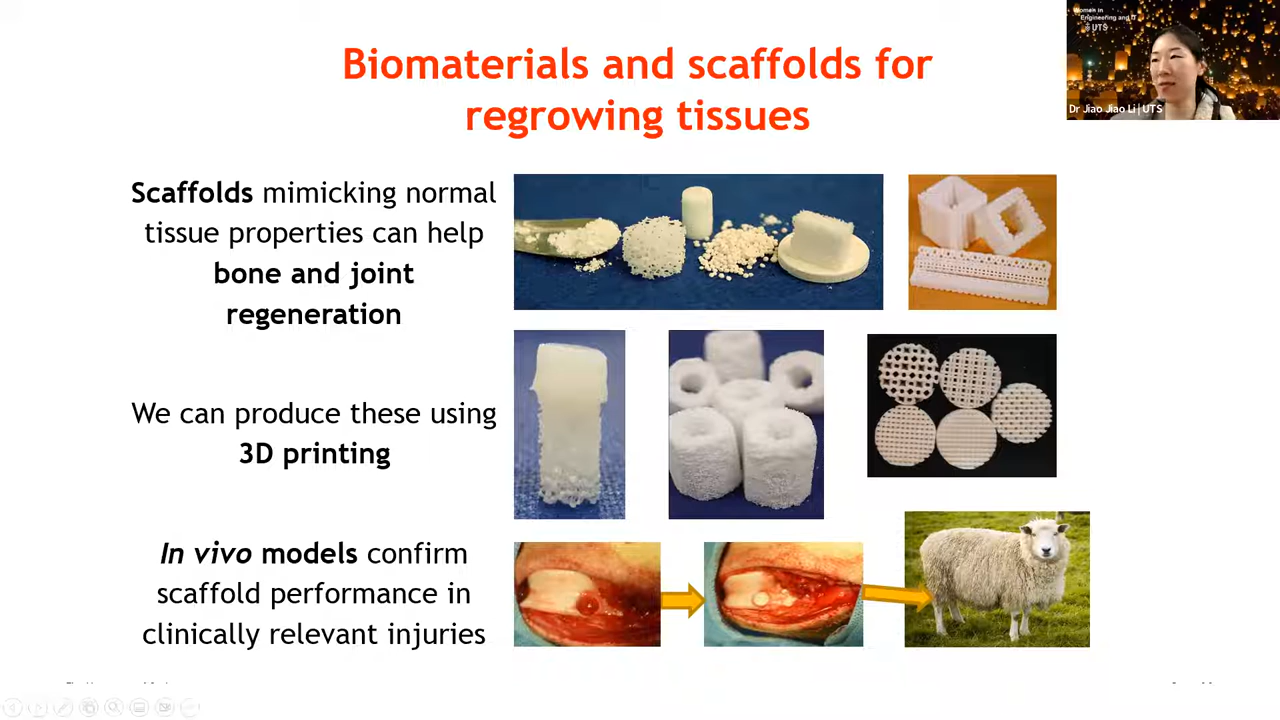 Biomaterials and scaffolds for
regrowing tissues
Women in
Engineering and IT
UTS
Dr Jiao Jiao Li | UTS
Scaffolds mimicking normal
tissue properties can help
bone and joint
regeneration
We can produce these using
3D printing
In vivo models confirm
scaffold performance in
clinically relevant injuries